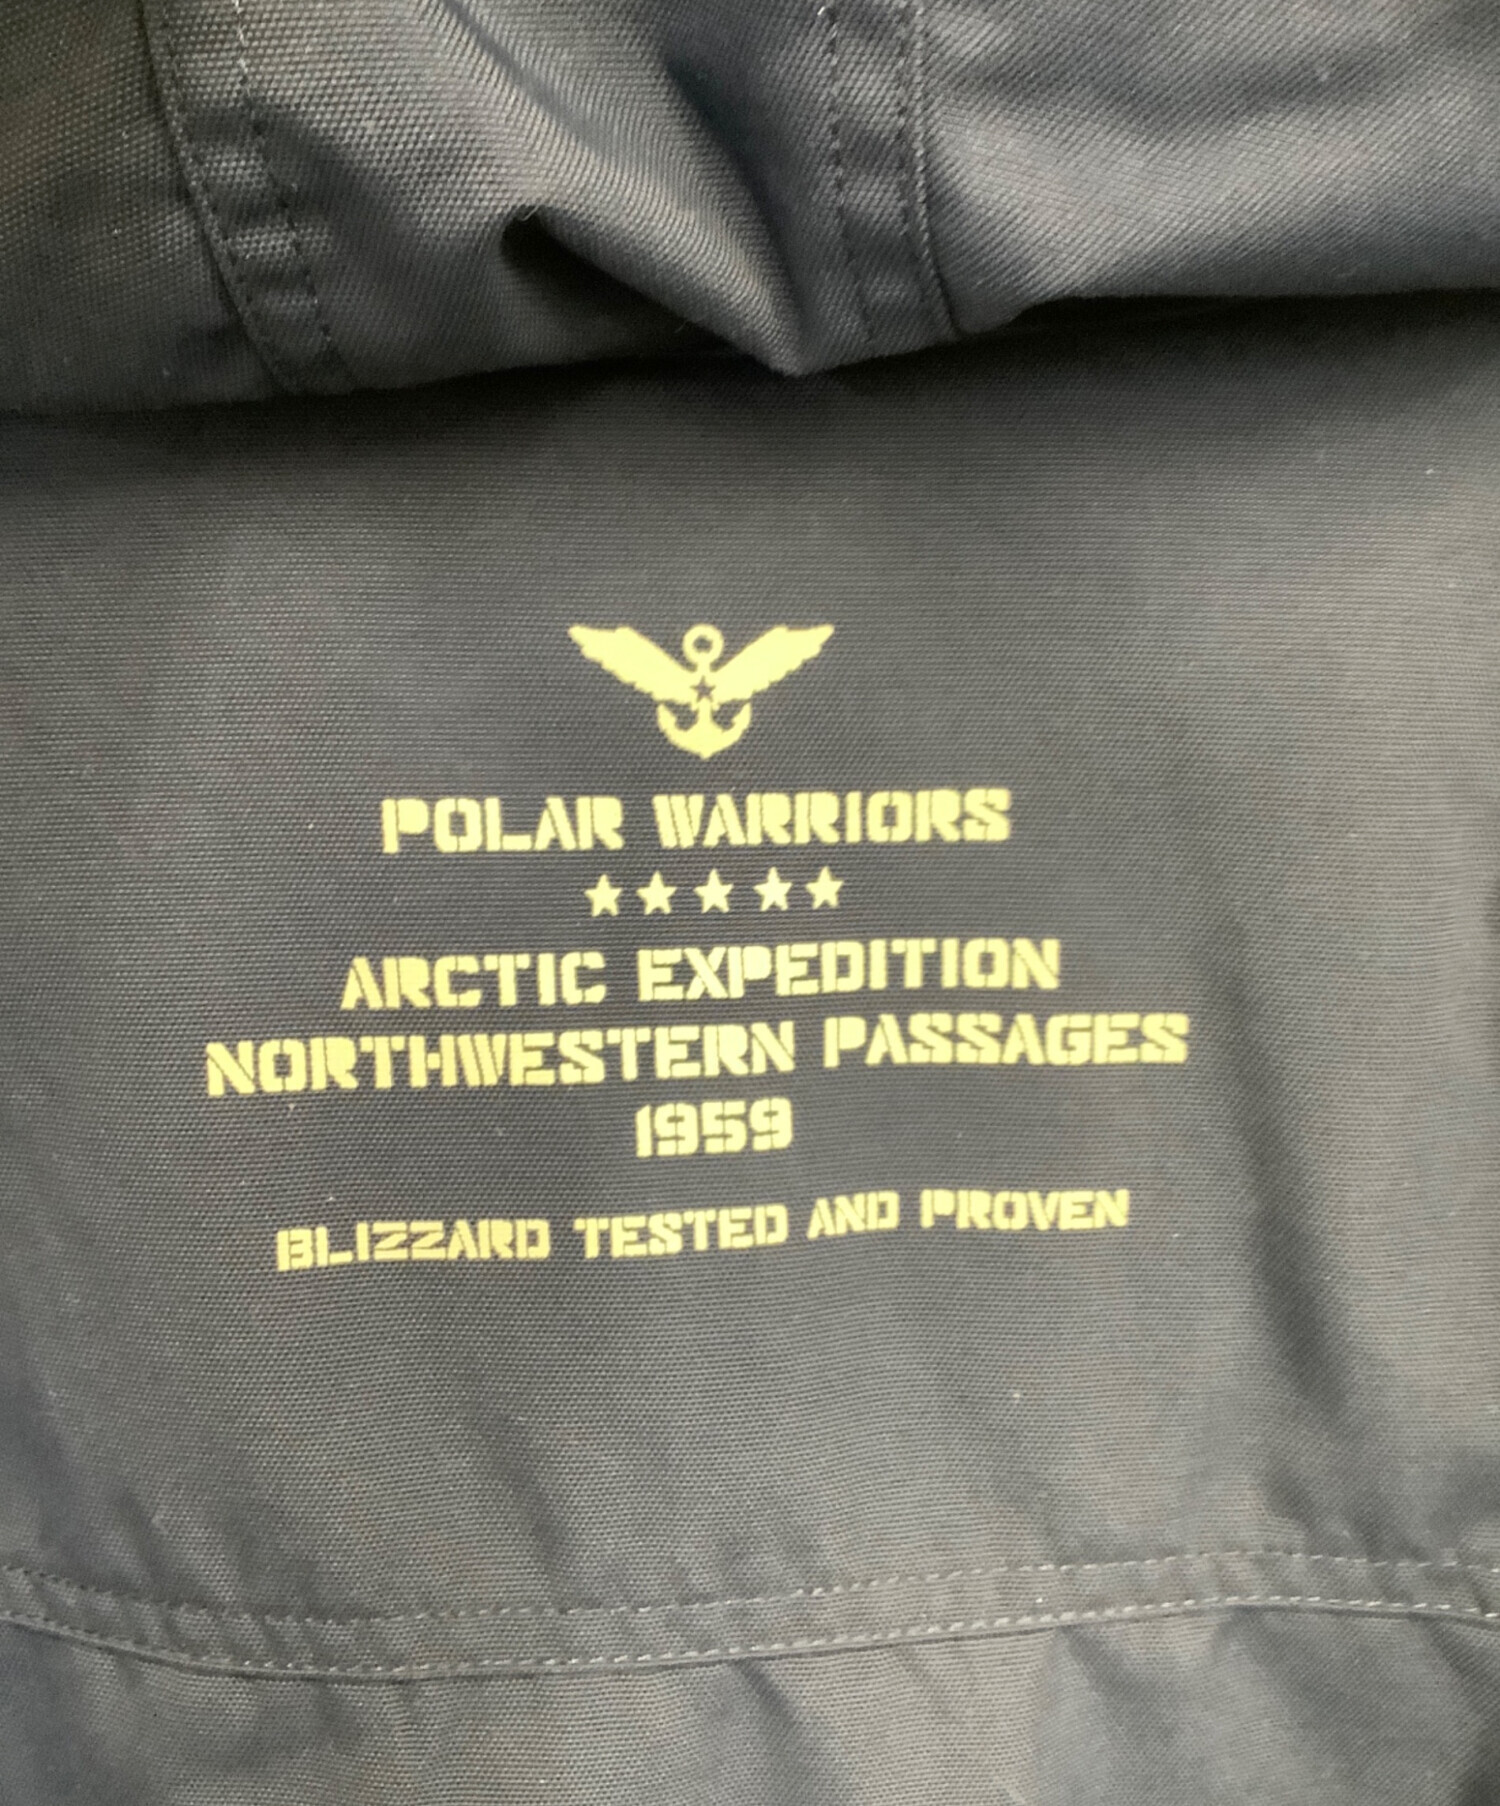 POLAR WARRIORS
ARCTIC EXPEDITION
NORTHWESTERN PASSAGES
1959
BLIZZARD TESTED AND PROVEN